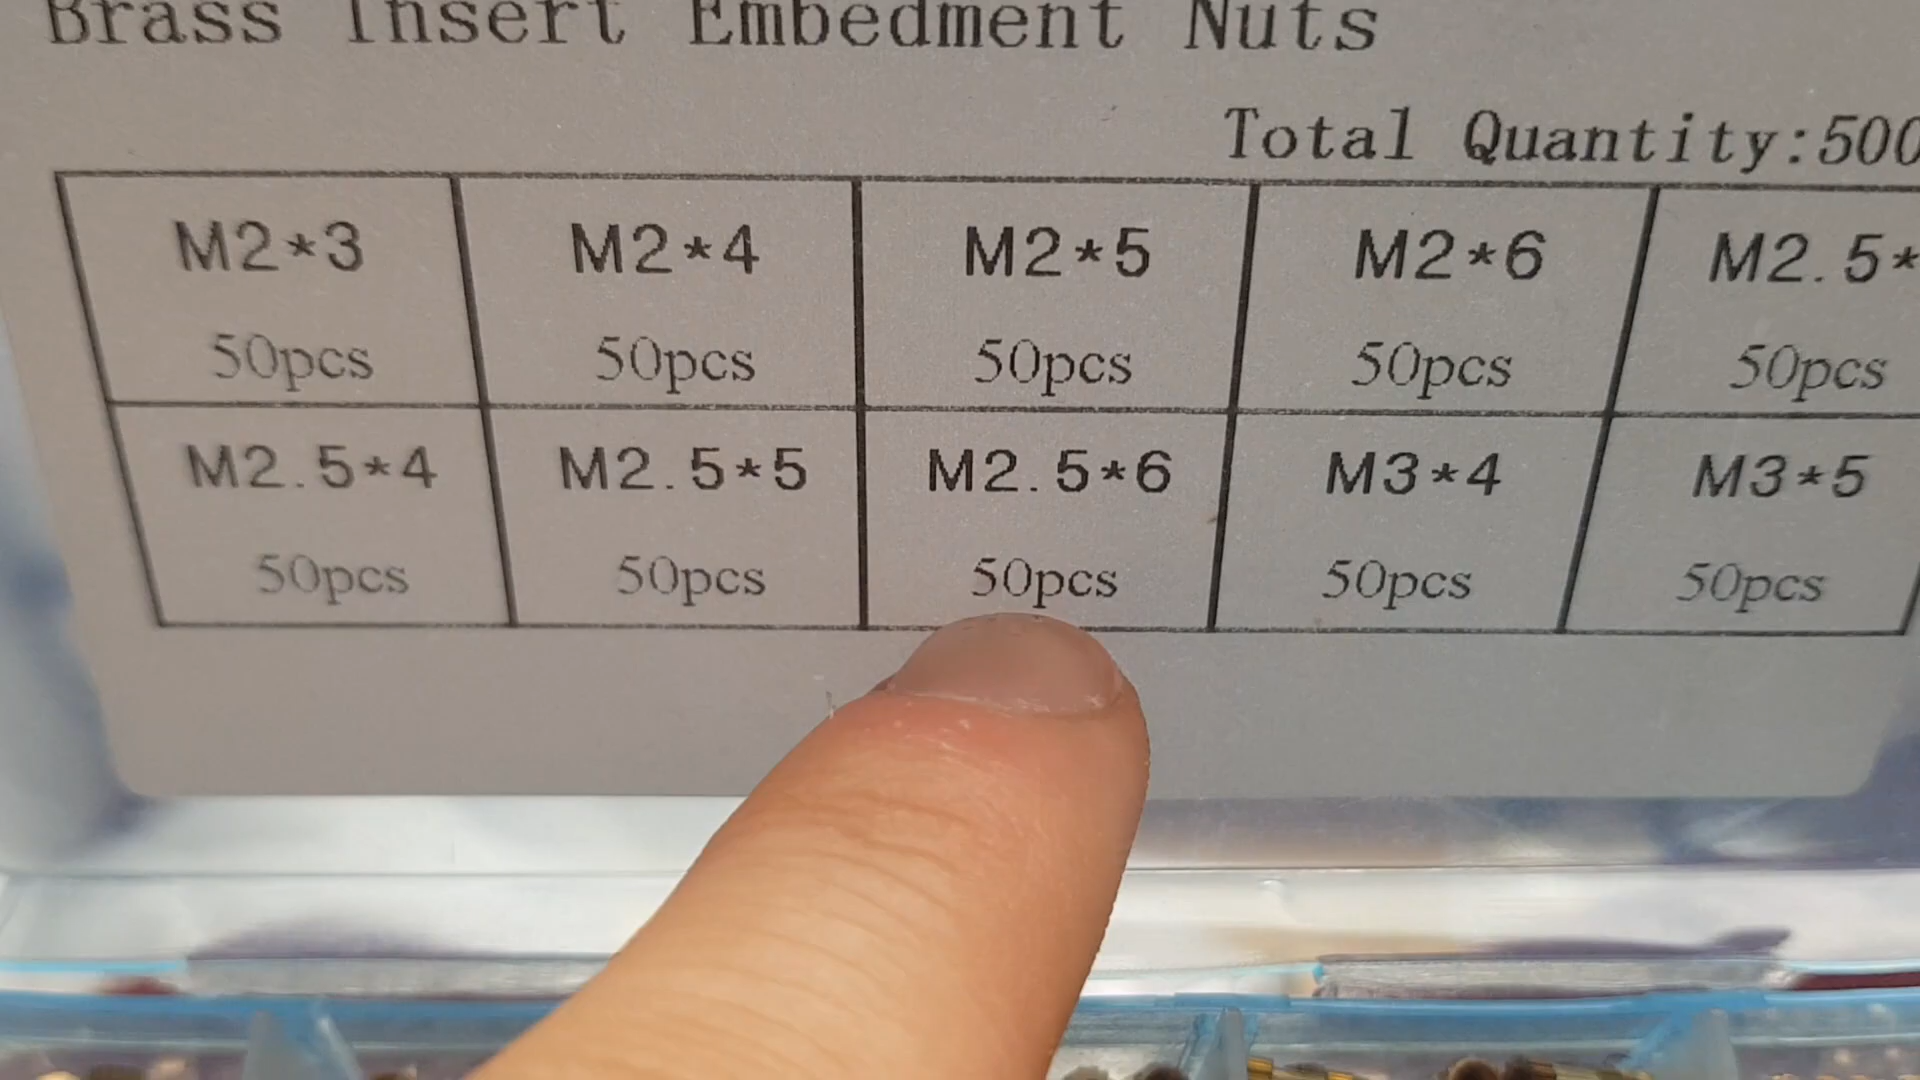 Brass Insert Embedment Nuts
Total Quantity:500
M2*3 M2*4 M2*5 M2*6 M2.5*
50pcs 50pcs 50pcs 50pcs 50pcs
M2.5*4 M2.5*5 M2.5*6 M3*4 M3*5
50pcs 50pcs 50pcs 50pcs 50pcs